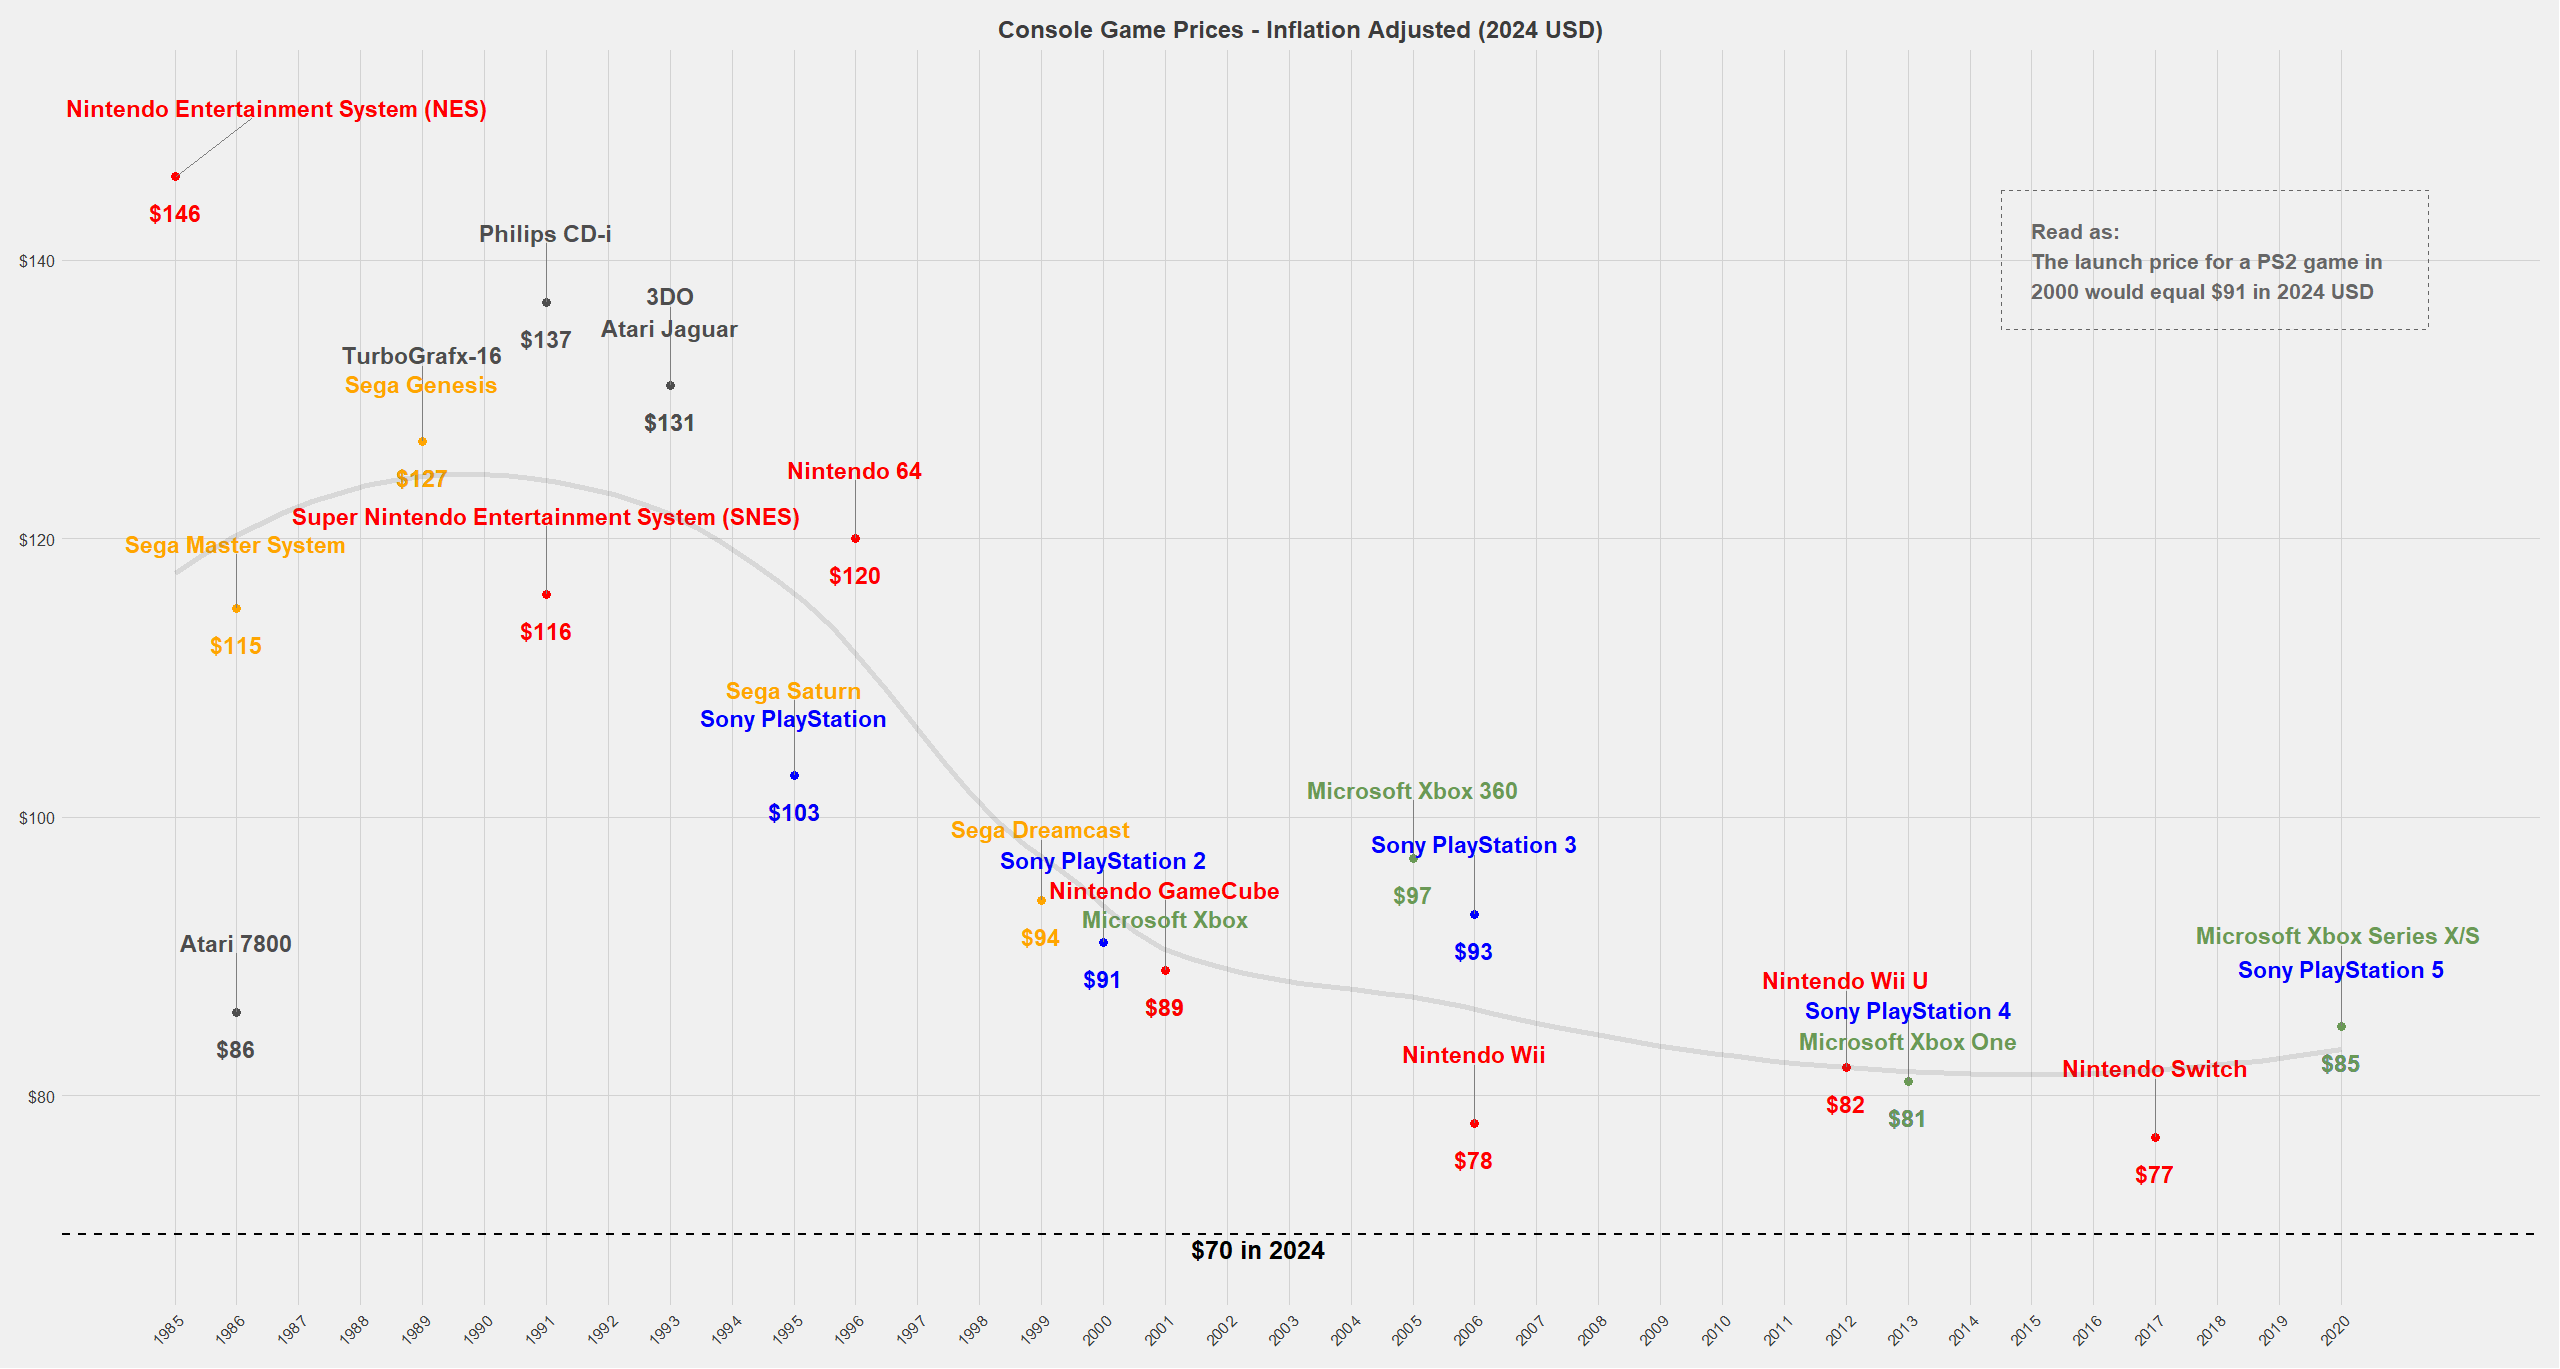 Console Game Prices - Inflation Adjusted (2024 USD)
Nintendo Entertainment System (NES)
$146
Philips CD-i
$137
3DO
Atari Jaguar
$131
TurboGrafx-16
Sega Genesis
$127
Nintendo 64
$120
Super Nintendo Entertainment System (SNES)
$116
Sega Master System
$115
Sega Saturn
Sony PlayStation
$103
Sega Dreamcast
$94
Sony PlayStation 2
$91
Nintendo GameCube
Microsoft Xbox
$89
Microsoft Xbox 360
$97
Sony PlayStation 3
$93
Atari 7800
$86
Nintendo Wii
$78
Nintendo Wii U
$82
Sony PlayStation 4
Microsoft Xbox One
$81
Nintendo Switch
$77
Microsoft Xbox Series X/S
Sony PlayStation 5
$85
Read as:
The launch price for a PS2 game in
2000 would equal $91 in 2024 USD
$70 in 2024
$140
$120
$100
$80
1985
1986
1987
1988
1989
1990
1991
1992
1993
1994
1995
1996
1997
1998
1999
2000
2001
2002
2003
2004
2005
2006
2007
2008
2009
2010
2011
2012
2013
2014
2015
2016
2017
2018
2019
2020